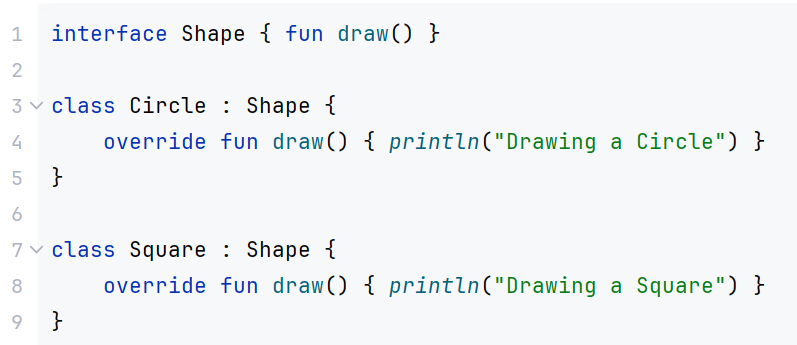 1 interface Shape { fun draw() }
2
3 class Circle : Shape {
4     override fun draw() { println("Drawing a Circle") }
5 }
6
7 class Square : Shape {
8     override fun draw() { println("Drawing a Square") }
9 }